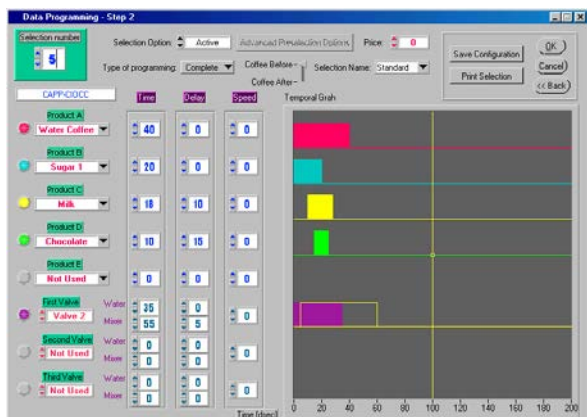 Data Programming - Step 2
Selection number
5
Selection Option: Active
Advanced Preselection Options
Price: 0
Type of programming: Complete
Coffee Before -
Coffee After -
Selection Name: Standard
Save Configuration
Print Selection
OK
Cancel
<< Back
CAPP-CIOCC
Time
Delay
Speed
Temporal Grah
Product A
Water Coffee 40 0 0
Product B
Sugar 1 20 0 0
Product C
Milk 18 10 0
Product D
Chocolate 10 15 0
Product E
Not Used 0 0 0
First Valve
Valve 2
Water 35 0
Mixer 55 5
0
Second Valve
Not Used
Water 0 0
Mixer 0 0
0
Third Valve
Not Used
Water 0 0
Mixer 0 0
0
0 20 40 60 80 100 120 140 160 180 200
Time [dsec]